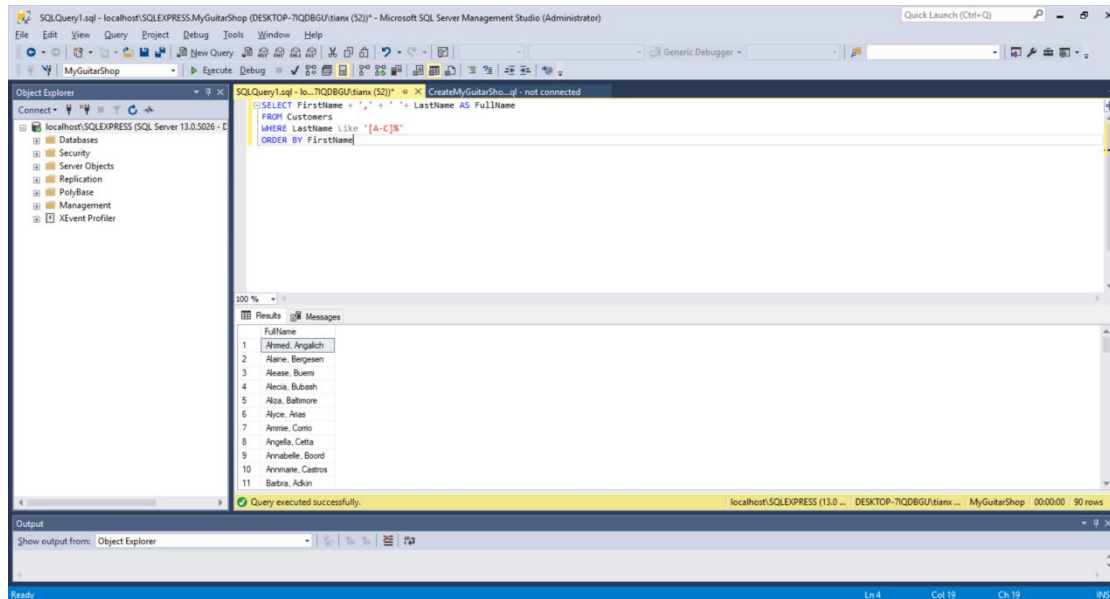 SQLQuery1.sql - localhost\SQLEXPRESS.MyGuitarShop (DESKTOP-7IQDBGU\tianx (52))* - Microsoft SQL Server Management Studio (Administrator)
Quick Launch (Ctrl+Q)
File Edit View Query Project Debug Tools Window Help
New Query
Generic Debugger
MyGuitarShop
Execute Debug
Object Explorer
SQLQuery1.sql - lo...7IQDBGU\tianx (52))*
CreateMyGuitarSho...ql - not connected
Connect
localhost\SQLEXPRESS (SQL Server 13.0.5026 - D
Databases
Security
Server Objects
Replication
PolyBase
Management
XEvent Profiler
SELECT FirstName + ',' + ' '+ LastName AS FullName
FROM Customers
WHERE LastName Like '[A-C]%'
ORDER BY FirstName
100 %
Results Messages
FullName
1 Ahmed, Angalich
2 Alaine, Bergesen
3 Alease, Buemi
4 Alecia, Bubash
5 Aliza, Baltimore
6 Alyce, Arias
7 Ammie, Corrio
8 Angella, Cetta
9 Annabelle, Boord
10 Annmarie, Castros
11 Barbra, Adkin
Query executed successfully.
localhost\SQLEXPRESS (13.0 ... DESKTOP-7IQDBGU\tianx ... MyGuitarShop 00:00:00 90 rows
Output
Show output from: Object Explorer
Ready
Ln 4 Col 19 Ch 19 INS